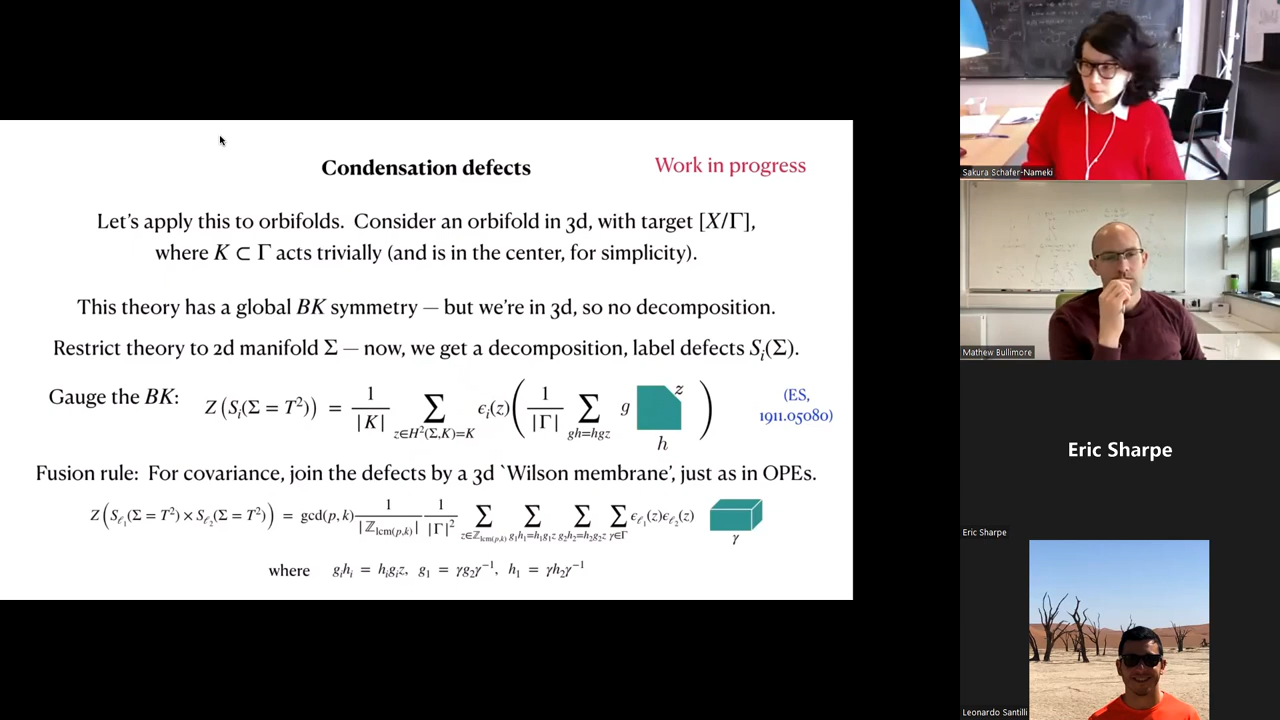 Condensation defects
Work in progress
Let's apply this to orbifolds. Consider an orbifold in 3d, with target [X/Γ],
where K ⊂ Γ acts trivially (and is in the center, for simplicity).
This theory has a global BK symmetry — but we're in 3d, so no decomposition.
Restrict theory to 2d manifold Σ — now, we get a decomposition, label defects S_i(Σ).
Gauge the BK: Z(S_i(Σ = T²)) = 1/|K| ∑_{z∈H²(Σ,K)=K} ϵ_i(z) ( 1/|Γ| ∑_{gh=hgz} g z h )
(ES,
1911.05080)
Fusion rule: For covariance, join the defects by a 3d `Wilson membrane', just as in OPEs.
Z(S_{ℓ₁}(Σ = T²) × S_{ℓ₂}(Σ = T²)) = gcd(p, k) 1/|ℤ_{lcm(p,k)}| 1/|Γ|² ∑_{z∈ℤ_{lcm(p,k)}} ∑_{g₁h₁=h₁g₁z} ∑_{g₂h₂=h₂g₂z} ∑_{γ∈Γ} ϵ_{ℓ₁}(z)ϵ_{ℓ₂}(z) γ
where g_ih_i = h_ig_iz, g₁ = γg₂γ⁻¹, h₁ = γh₂γ⁻¹
Sakura Schafer-Nameki
Mathew Bullimore
Eric Sharpe
Eric Sharpe
Leonardo Santilli